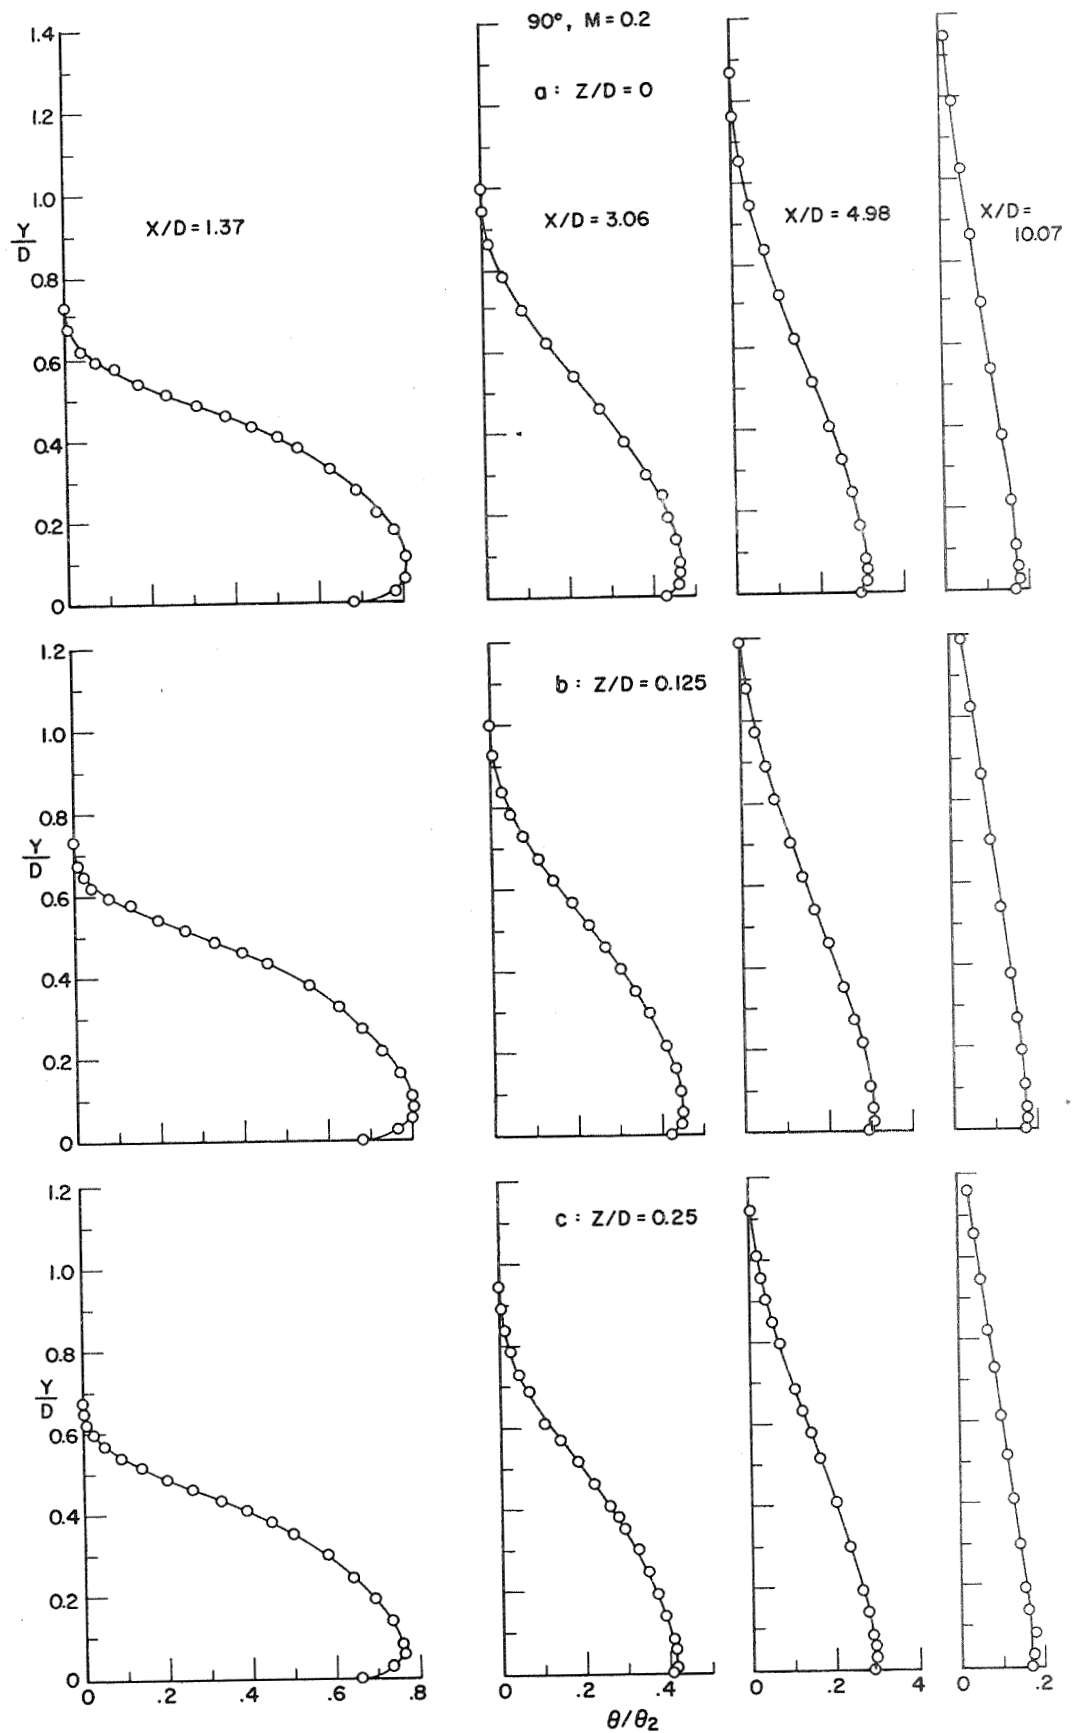 90°, M = 0.2
a: Z/D = 0
1.4
1.2
1.0
0.8
0.6
0.4
0.2
0
Y/D
X/D = 1.37
X/D = 3.06
X/D = 4.98
X/D =
10.07
b: Z/D = 0.125
1.2
1.0
0.8
0.6
0.4
0.2
0
Y/D
c: Z/D = 0.25
1.2
1.0
0.8
0.6
0.4
0.2
0
Y/D
0 .2 .4 .6 .8
0 .2 .4
0 .2 .4
0 .2
θ/θ2